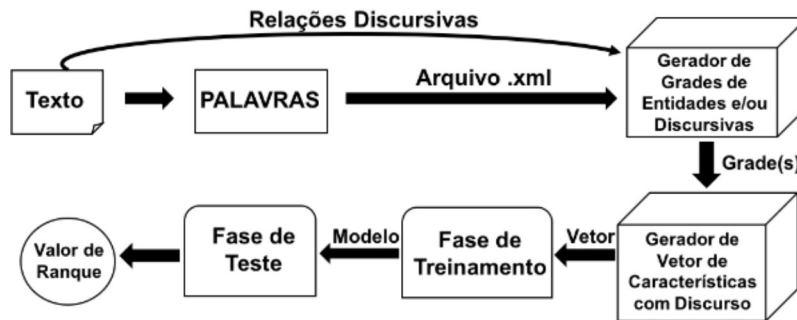 Relações Discursivas
Texto
PALAVRAS
Arquivo .xml
Gerador de
Grades de
Entidades e/ou
Discursivas
Grade(s)
Valor de
Ranque
Fase de
Teste
Modelo
Fase de
Treinamento
Vetor
Gerador de
Vetor de
Características
com Discurso